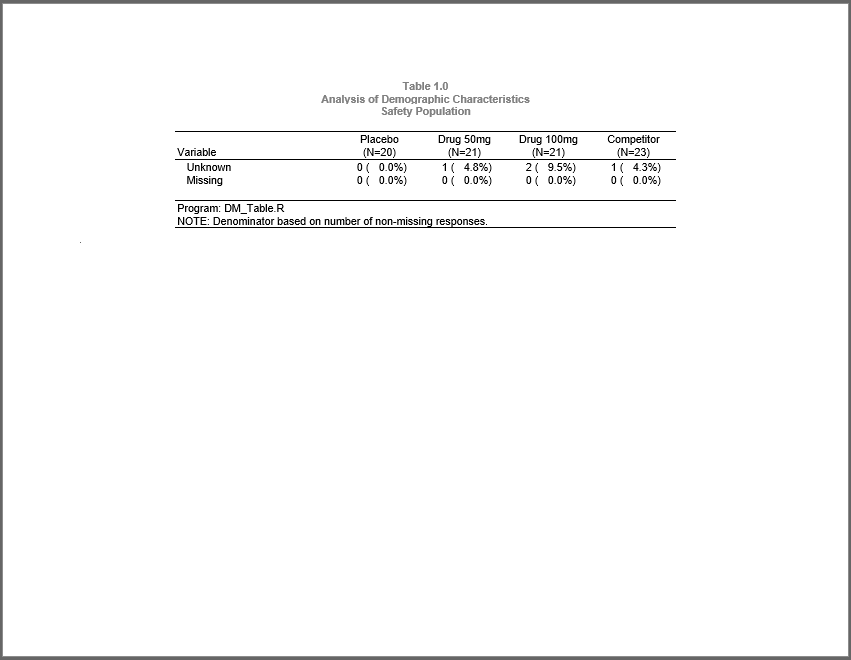 Table 1.0
Analysis of Demographic Characteristics
Safety Population
Placebo Drug 50mg Drug 100mg Competitor
Variable (N=20) (N=21) (N=21) (N=23)
Unknown 0 ( 0.0%) 1 ( 4.8%) 2 ( 9.5%) 1 ( 4.3%)
Missing 0 ( 0.0%) 0 ( 0.0%) 0 ( 0.0%) 0 ( 0.0%)
Program: DM_Table.R
NOTE: Denominator based on number of non-missing responses.